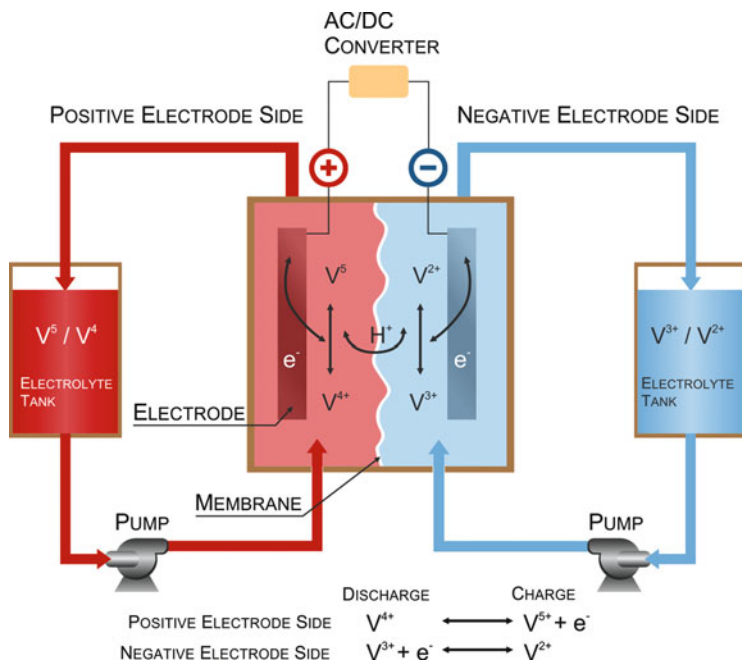 AC/DC
CONVERTER
POSITIVE ELECTRODE SIDE
NEGATIVE ELECTRODE SIDE
+
−
V⁵
V²⁺
V⁵ / V⁴
ELECTROLYTE
TANK
e⁻
H⁺
e⁻
V³⁺ / V²⁺
ELECTROLYTE
TANK
V⁴⁺
V³⁺
ELECTRODE
MEMBRANE
PUMP
PUMP
DISCHARGE CHARGE
POSITIVE ELECTRODE SIDE V⁴⁺ ⟷ V⁵⁺ + e⁻
NEGATIVE ELECTRODE SIDE V³⁺ + e⁻ ⟷ V²⁺